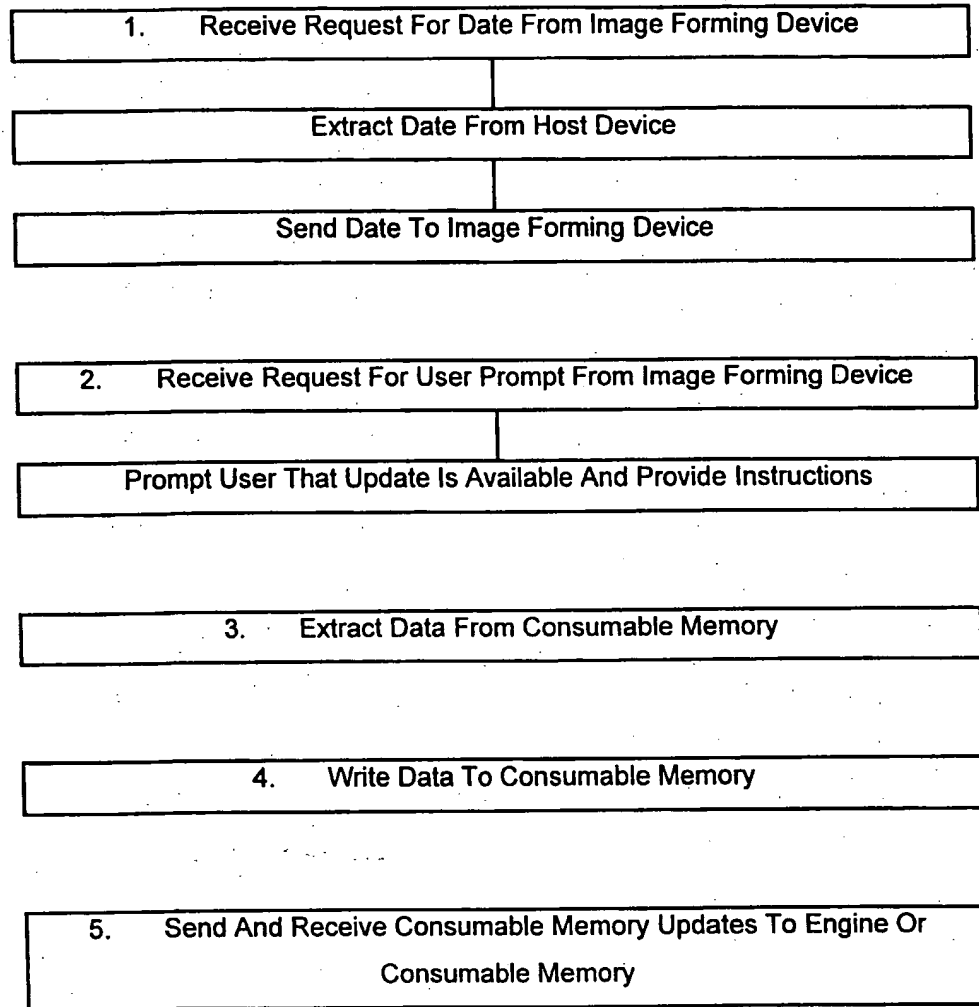 1. Receive Request For Date From Image Forming Device
Extract Date From Host Device
Send Date To Image Forming Device
2. Receive Request For User Prompt From Image Forming Device
Prompt User That Update Is Available And Provide Instructions
3. Extract Data From Consumable Memory
4. Write Data To Consumable Memory
5. Send And Receive Consumable Memory Updates To Engine Or
Consumable Memory